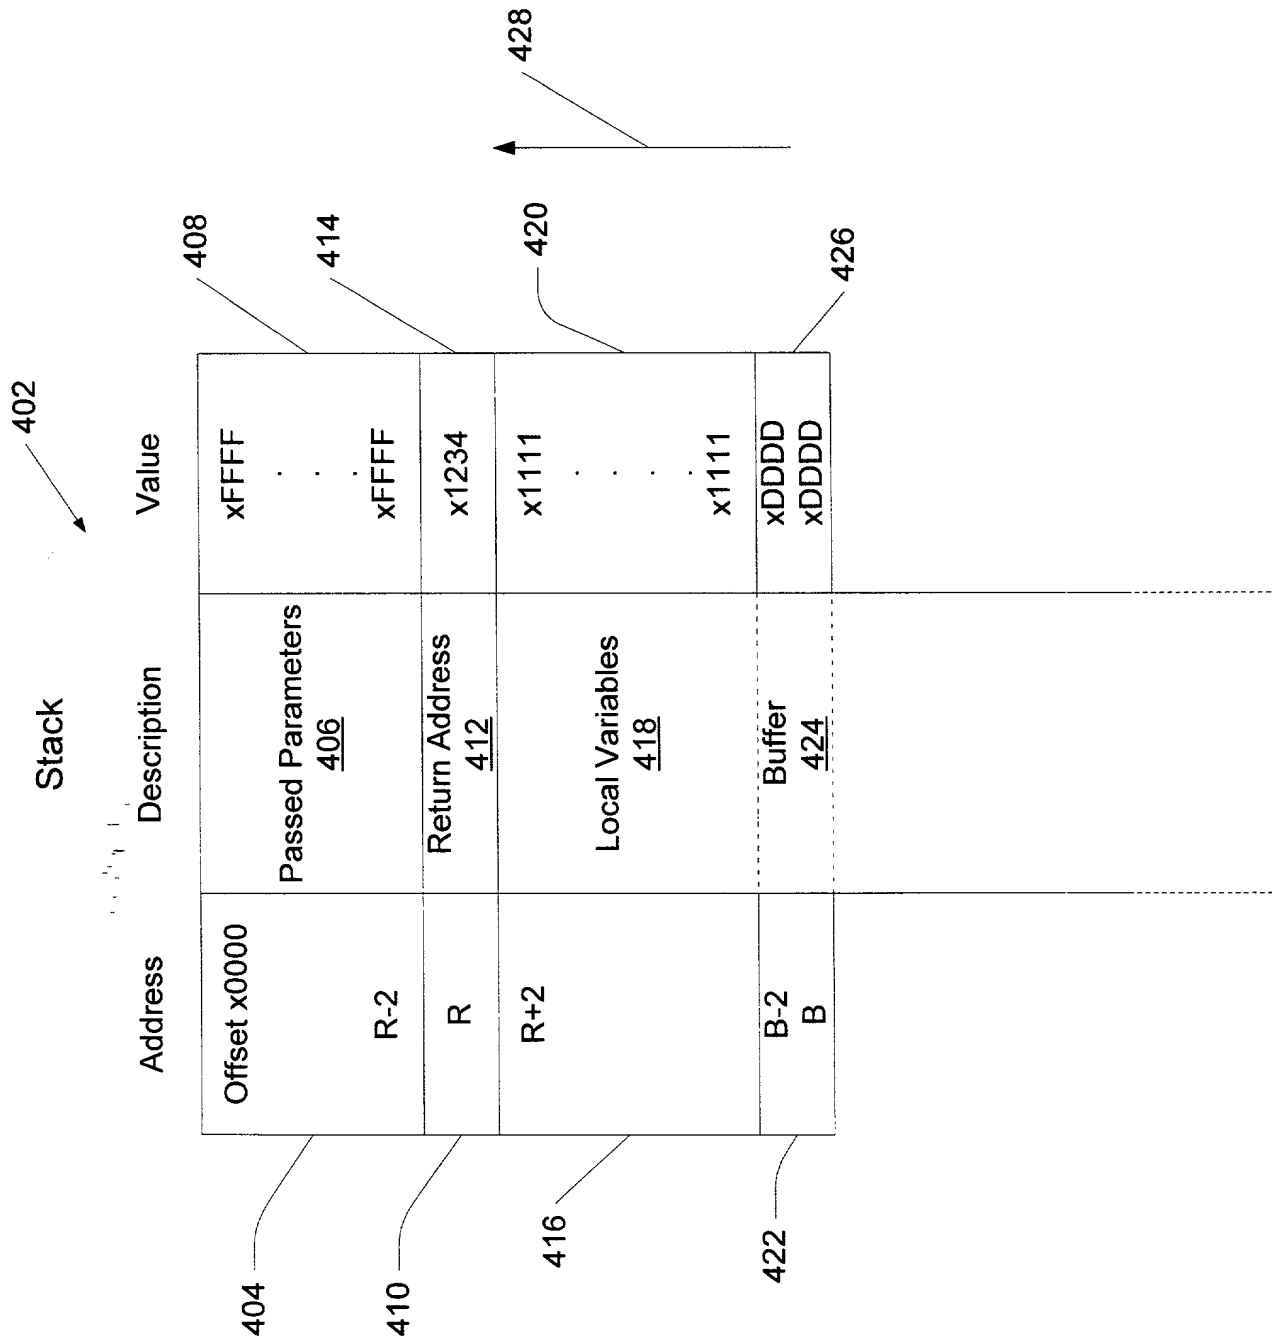 Stack
402
Address
Description
Value
404
Offset x0000
R-2
Passed Parameters
406
xFFFF
xFFFF
408
410
R
Return Address
412
x1234
414
416
R+2
Local Variables
418
x1111
x1111
420
422
B-2
B
Buffer
424
xDDDD
xDDDD
426
428